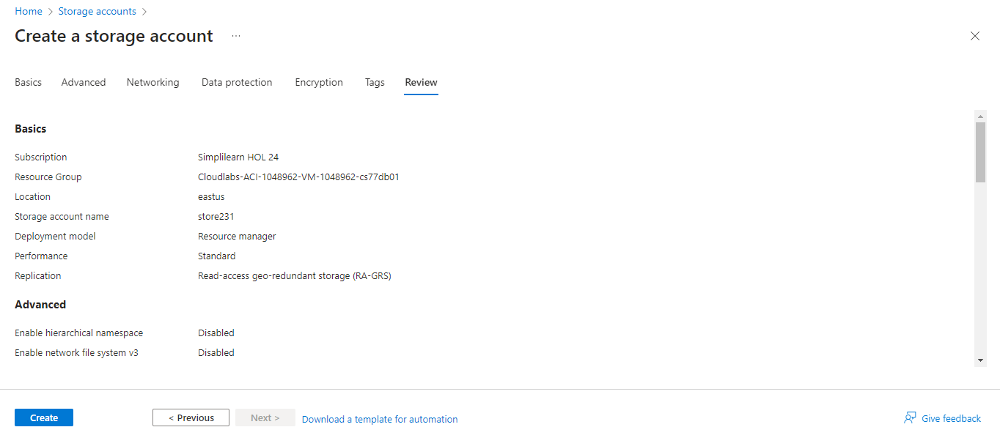 Home > Storage accounts >
Create a storage account ...
Basics Advanced Networking Data protection Encryption Tags Review
Basics
Subscription Simplilearn HOL 24
Resource Group Cloudlabs-ACI-1048962-VM-1048962-cs77db01
Location eastus
Storage account name store231
Deployment model Resource manager
Performance Standard
Replication Read-access geo-redundant storage (RA-GRS)
Advanced
Enable hierarchical namespace Disabled
Enable network file system v3 Disabled
Create < Previous Next > Download a template for automation Give feedback